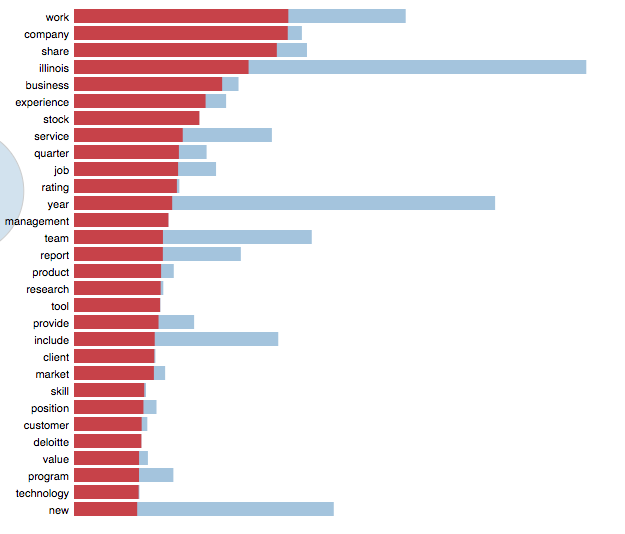 work
company
share
illinois
business
experience
stock
service
quarter
job
rating
year
management
team
report
product
research
tool
provide
include
client
market
skill
position
customer
deloitte
value
program
technology
new